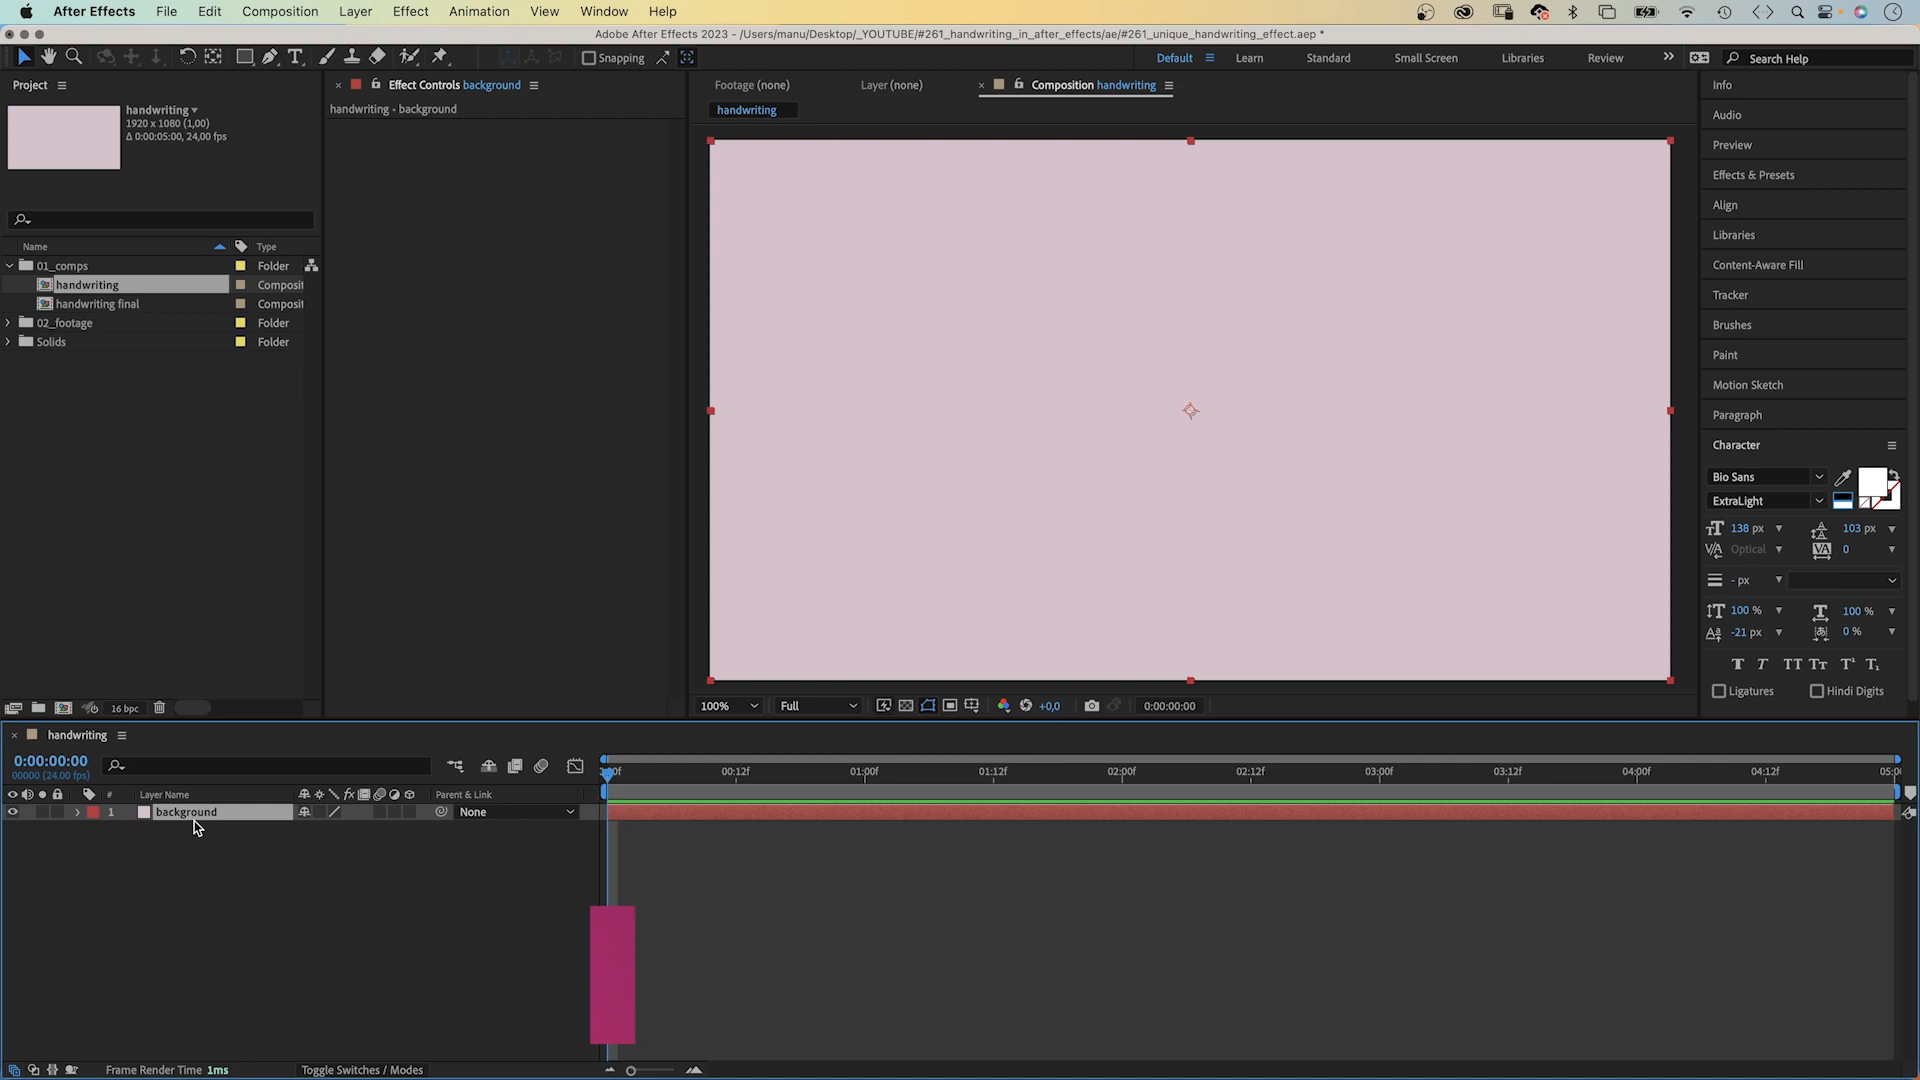 After Effects File Edit Composition Layer Effect Animation View Window Help
Adobe After Effects 2023 - /Users/manu/Desktop/_YOUTUBE/#261_handwriting_in_after_effects/ae/#261_unique_handwriting_effect.aep *
Snapping Default Learn Standard Small Screen Libraries Review Search Help
Project Effect Controls background Footage (none) Layer (none) Composition handwriting Info
handwriting
1920 x 1080 (1,00)
Δ 0:00:05:00, 24,00 fps
handwriting • background
handwriting
Audio
Preview
Effects & Presets
Align
Libraries
Content-Aware Fill
Tracker
Brushes
Paint
Motion Sketch
Paragraph
Character
Name Type
01_comps Folder
handwriting Composit
handwriting final Composit
02_footage Folder
Solids Folder
Bio Sans
ExtraLight
138 px 103 px
Optical 0
- px
100 % 100 %
-21 px 0 %
Ligatures Hindi Digits
16 bpc
100% Full +0,0 0:00:00:00
handwriting
0:00:00:00
00000 (24.00 fps)
00:12f 01:00f 01:12f 02:00f 02:12f 03:00f 03:12f 04:00f 04:12f
# Layer Name Parent & Link
1 background None
Frame Render Time 1ms Toggle Switches / Modes